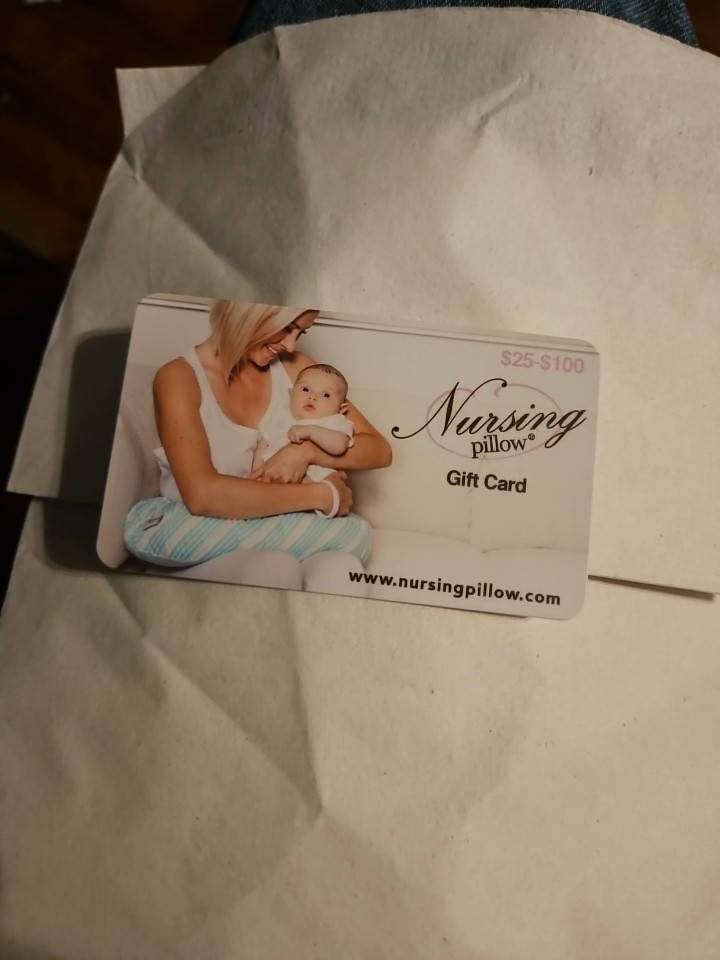 $25-$100
Nursing
pillow®
Gift Card
www.nursingpillow.com